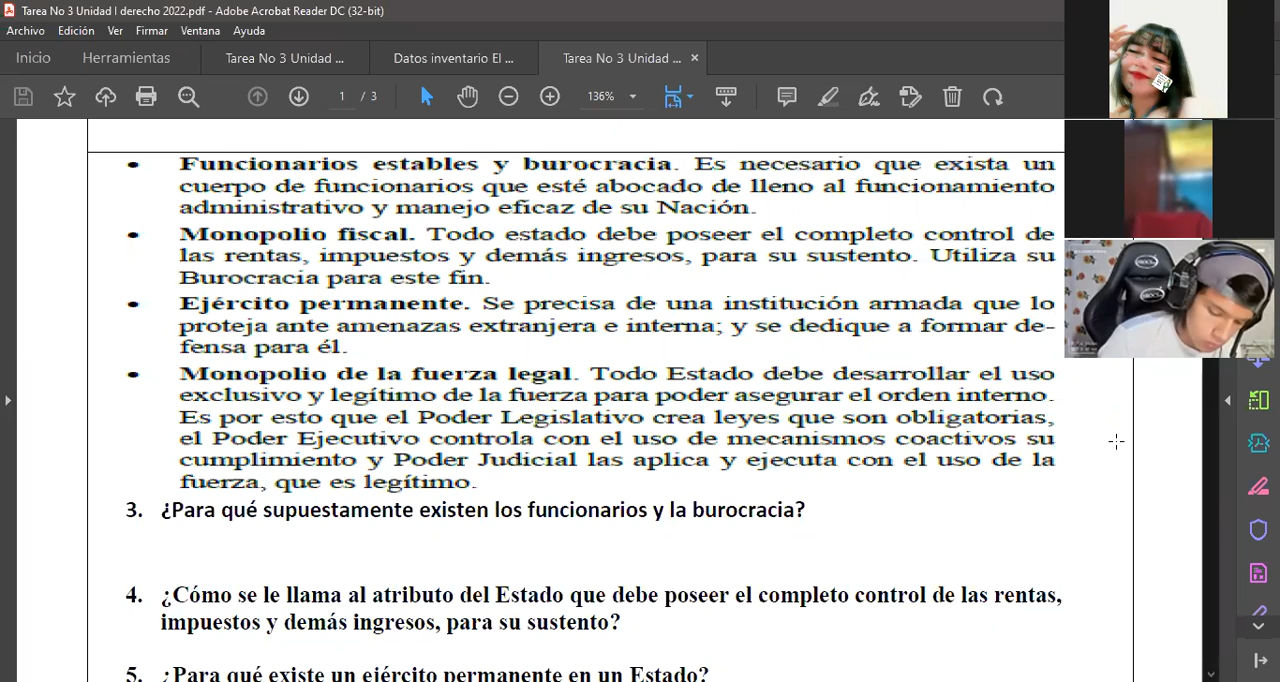 Tarea No 3 Unidad I derecho 2022.pdf - Adobe Acrobat Reader DC (32-bit)
Archivo Edición Ver Firmar Ventana Ayuda
Inicio Herramientas Tarea No 3 Unidad ... Datos inventario El ... Tarea No 3 Unidad ... ×
1 / 3 136%
• Funcionarios estables y burocracia. Es necesario que exista un
cuerpo de funcionarios que esté abocado de lleno al funcionamiento
administrativo y manejo eficaz de su Nación.
• Monopolio fiscal. Todo estado debe poseer el completo control de
las rentas, impuestos y demás ingresos, para su sustento. Utiliza su
Burocracia para este fin.
• Ejército permanente. Se precisa de una institución armada que lo
proteja ante amenazas extranjera e interna; y se dedique a formar de-
fensa para él.
• Monopolio de la fuerza legal. Todo Estado debe desarrollar el uso
exclusivo y legítimo de la fuerza para poder asegurar el orden interno.
Es por esto que el Poder Legislativo crea leyes que son obligatorias,
el Poder Ejecutivo controla con el uso de mecanismos coactivos su
cumplimiento y Poder Judicial las aplica y ejecuta con el uso de la
fuerza, que es legítimo.
3. ¿Para qué supuestamente existen los funcionarios y la burocracia?
4. ¿Cómo se le llama al atributo del Estado que debe poseer el completo control de las rentas,
impuestos y demás ingresos, para su sustento?
5. ¿Para qué existe un ejército permanente en un Estado?